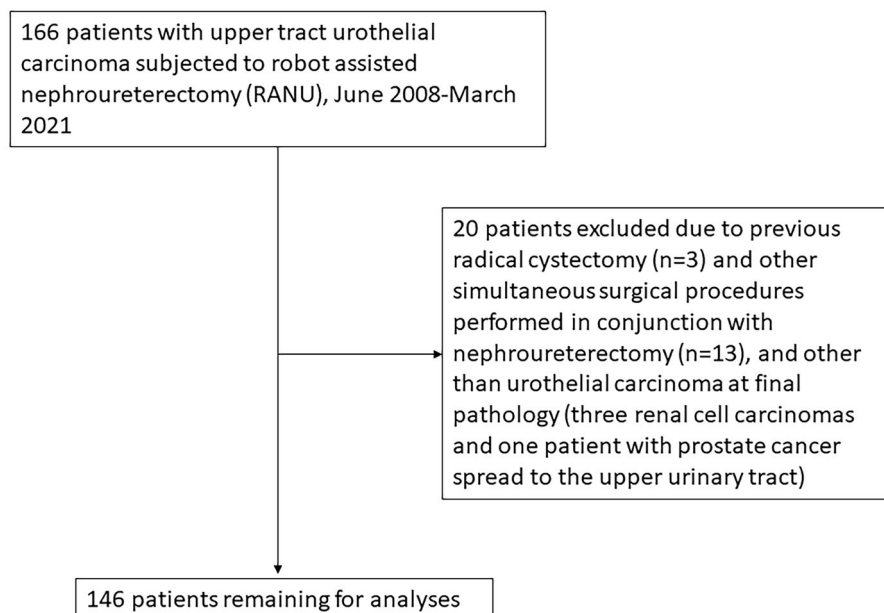 166 patients with upper tract urothelial
carcinoma subjected to robot assisted
nephroureterectomy (RANU), June 2008-March
2021
20 patients excluded due to previous
radical cystectomy (n=3) and other
simultaneous surgical procedures
performed in conjunction with
nephroureterectomy (n=13), and other
than urothelial carcinoma at final
pathology (three renal cell carcinomas
and one patient with prostate cancer
spread to the upper urinary tract)
146 patients remaining for analyses